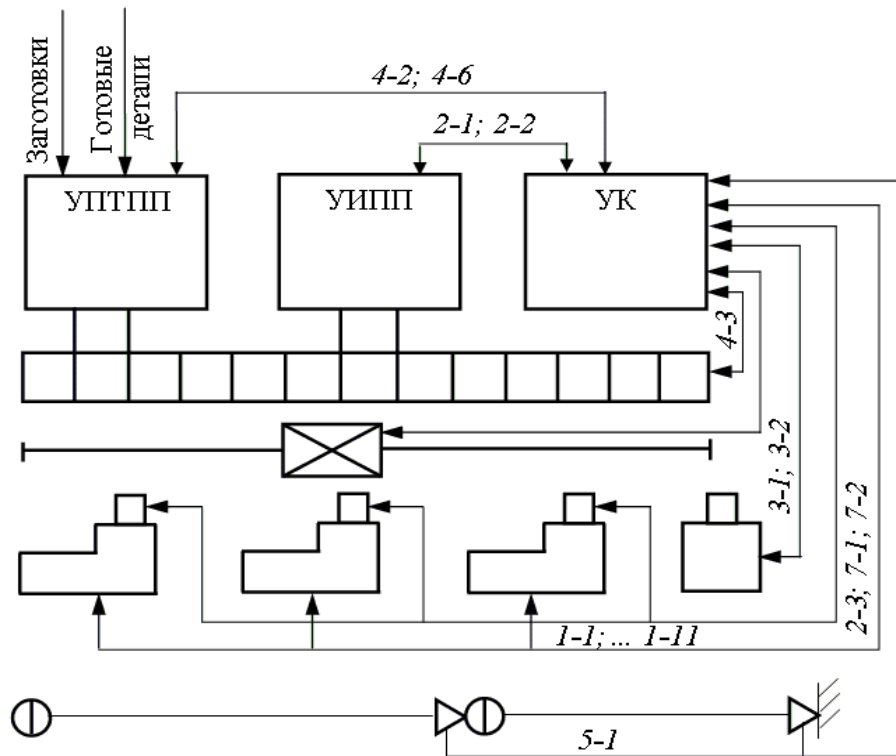 Заготовки
Готовые
детали
4-2; 4-6
2-1; 2-2
УПТПП
УИПП
УК
4-3
3-1; 3-2
2-3; 7-1; 7-2
1-1; ... 1-11
5-1